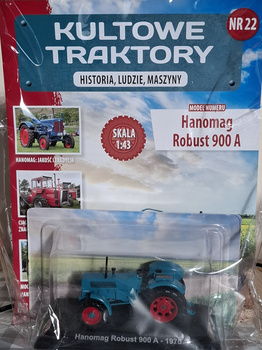 NR 22
KULTOWE
TRAKTORY
HISTORIA, LUDZIE, MASZYNY
MODEL NUMERU
Hanomag
Robust 900 A
SKALA
1:43
HANOMAG: JAKOŚĆ I TRADYCJA
Hanomag Robust 900 A - 1970